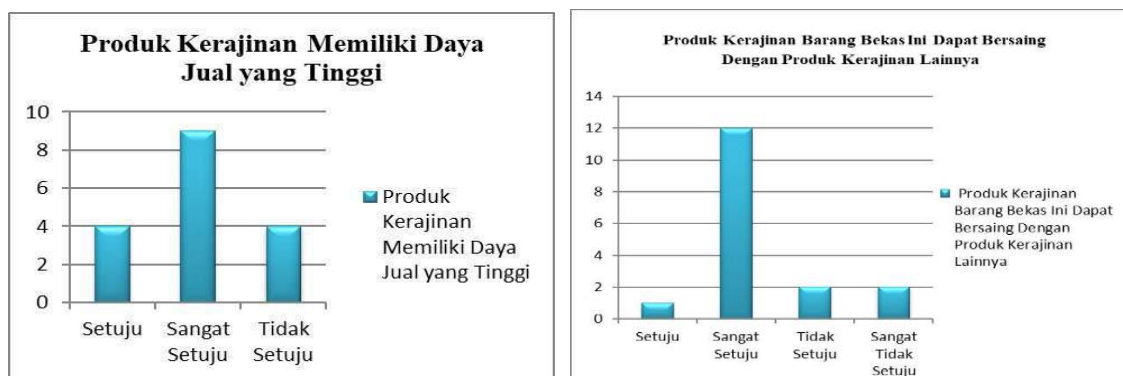 Produk Kerajinan Memiliki Daya
Jual yang Tinggi
10
8
6
4
2
0
Setuju
Sangat
Setuju
Tidak
Setuju
Produk
Kerajinan
Memiliki Daya
Jual yang Tinggi
Produk Kerajinan Barang Bekas Ini Dapat Bersaing
Dengan Produk Kerajinan Lainnya
14
12
10
8
6
4
2
0
Setuju
Sangat
Setuju
Tidak
Setuju
Sangat
Tidak
Setuju
Produk Kerajinan
Barang Bekas Ini Dapat
Bersaing Dengan
Produk Kerajinan
Lainnya